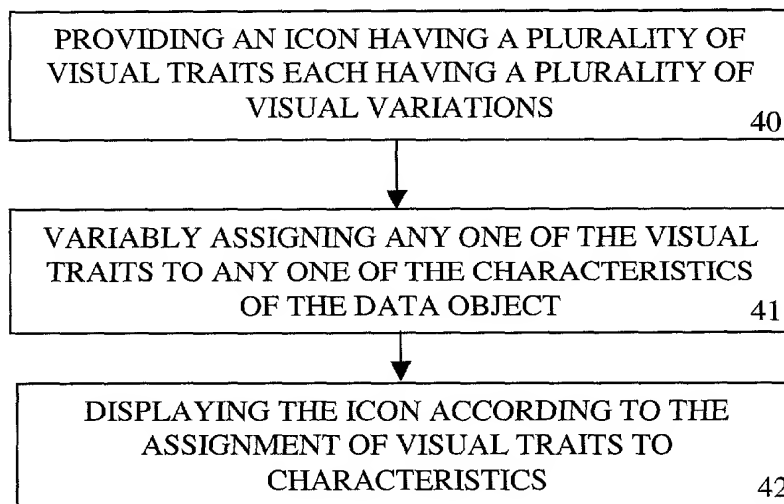 PROVIDING AN ICON HAVING A PLURALITY OF
VISUAL TRAITS EACH HAVING A PLURALITY OF
VISUAL VARIATIONS
40
VARIABLY ASSIGNING ANY ONE OF THE VISUAL
TRAITS TO ANY ONE OF THE CHARACTERISTICS
OF THE DATA OBJECT
41
DISPLAYING THE ICON ACCORDING TO THE
ASSIGNMENT OF VISUAL TRAITS TO
CHARACTERISTICS
42